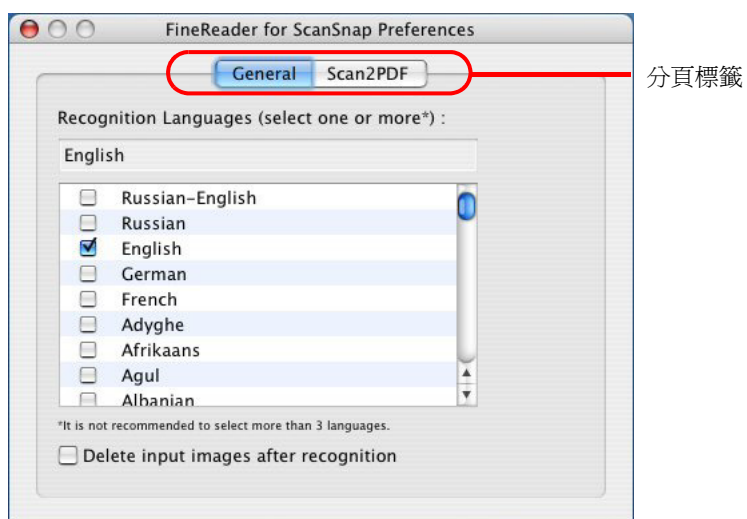 FineReader for ScanSnap Preferences
General Scan2PDF
分頁標籤
Recognition Languages (select one or more*) :
English
Russian-English
Russian
English
German
French
Adyghe
Afrikaans
Agul
Albanian
*It is not recommended to select more than 3 languages.
Delete input images after recognition